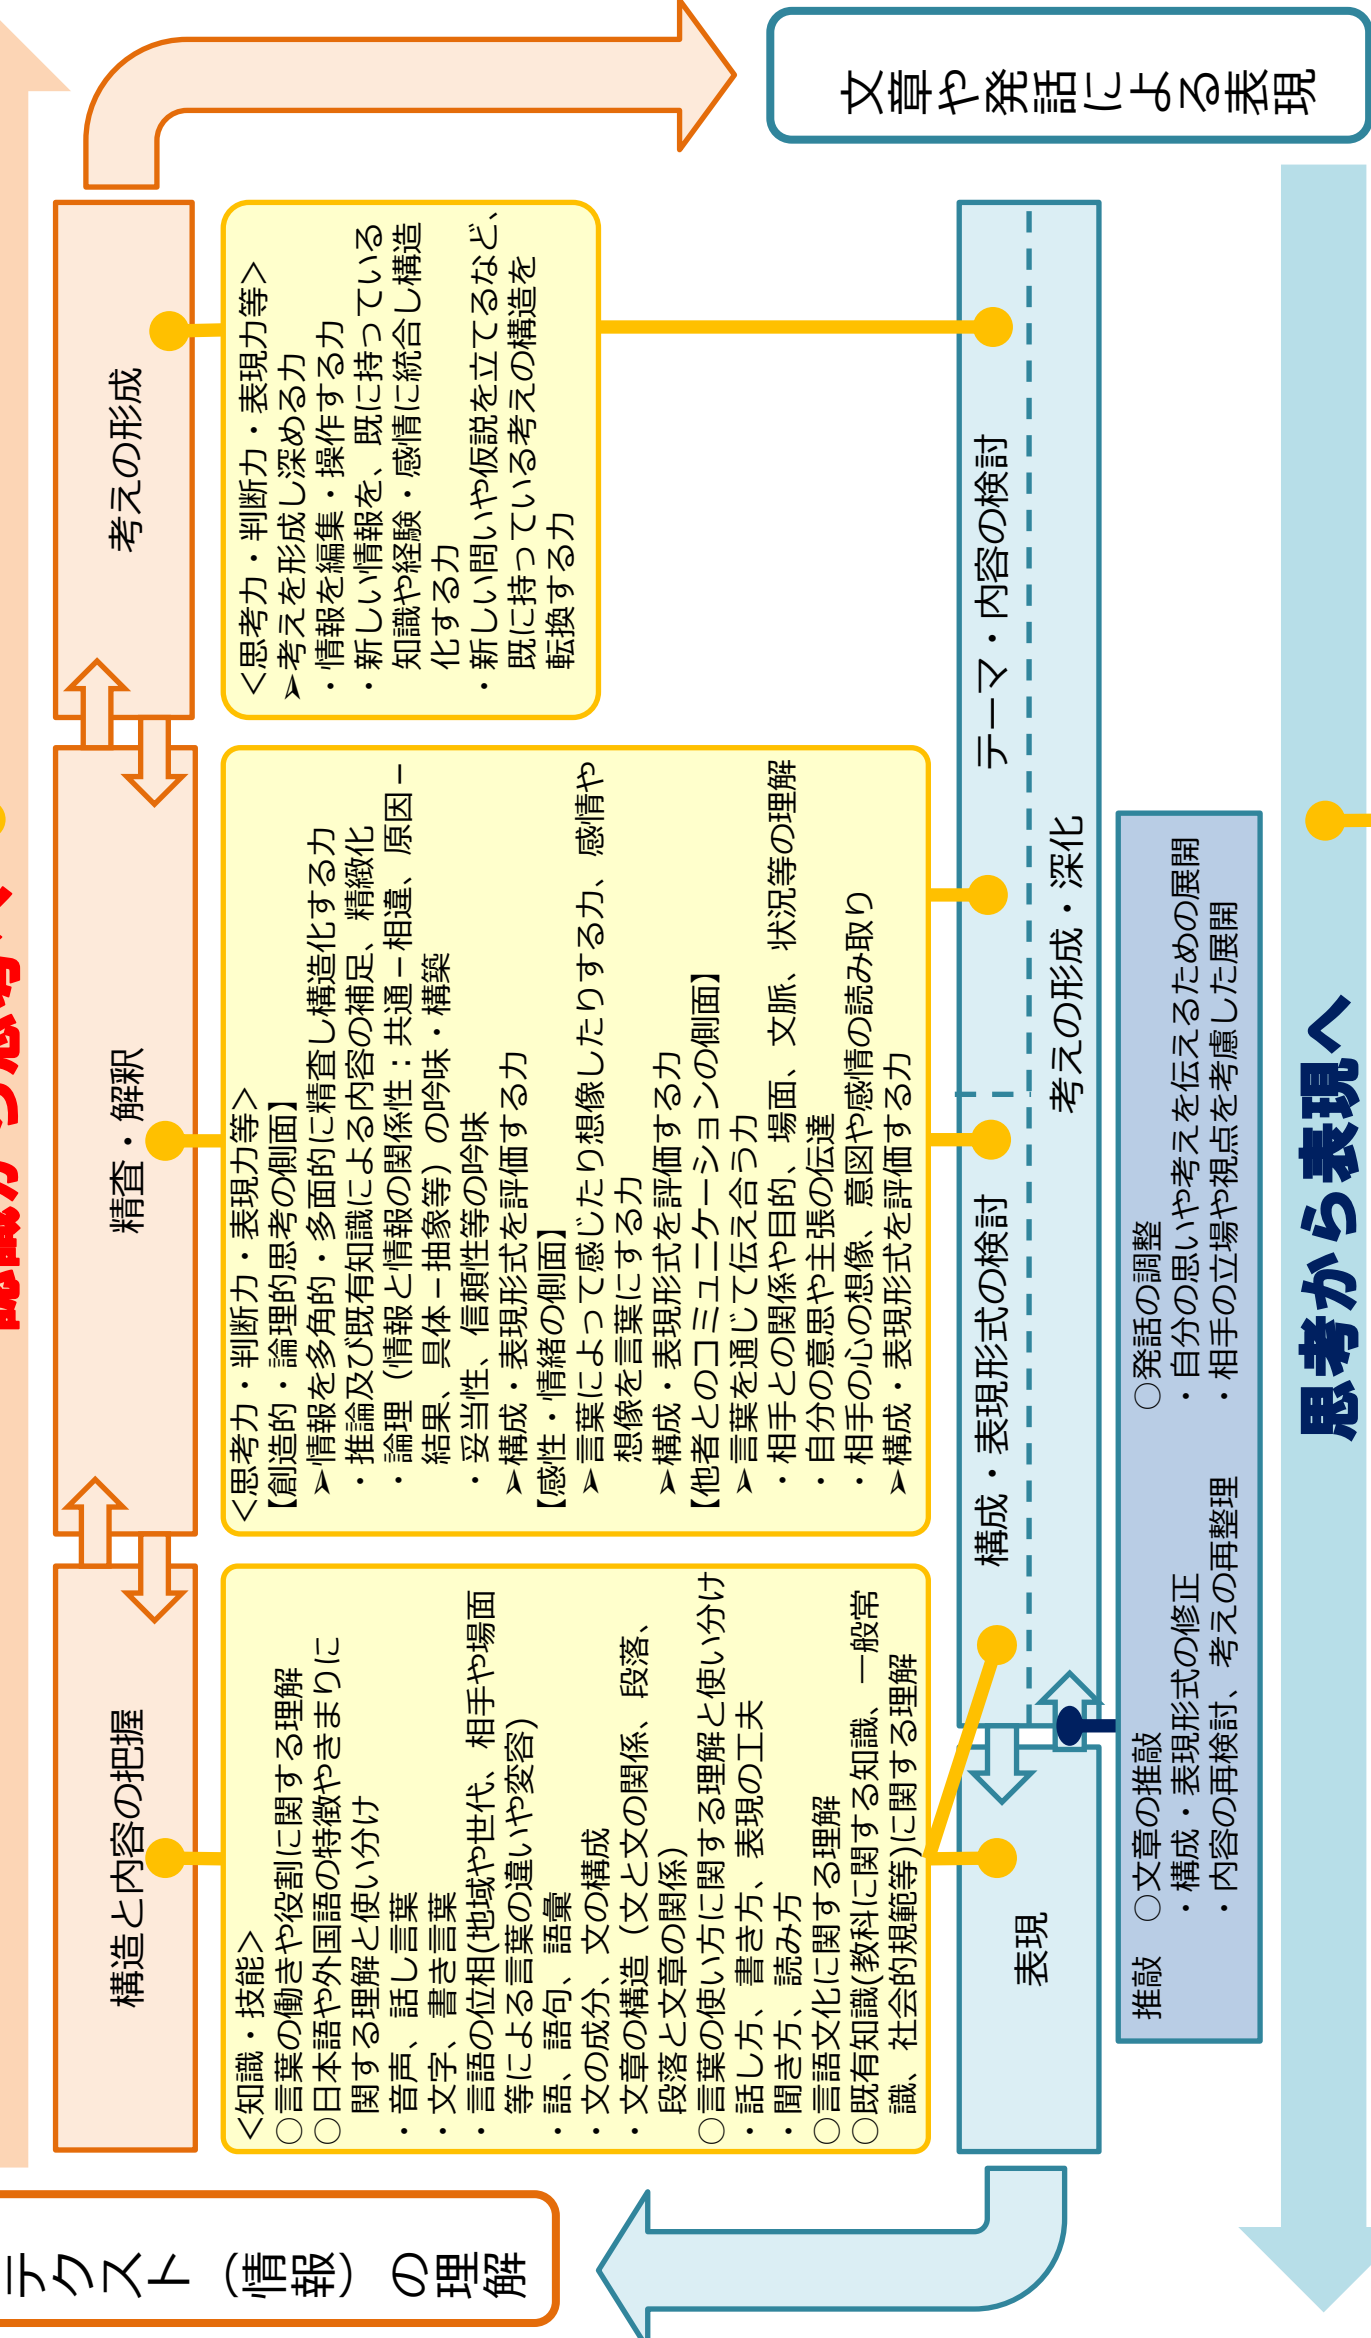 認識から思考へ
テクスト（情報）の理解
構造と内容の把握
精査・解釈
考えの形成
＜知識・技能＞
○言葉の働きや役割に関する理解
○日本語や外国語の特徴やきまりに
関する理解と使い分け
・音声、話し言葉
・文字、書き言葉
・言語の位相(地域や世代、相手や場面
等による言葉の違いや変容)
・語、語句、語彙
・文の成分、文の構成
・文章の構造（文と文の関係、段落、
段落と文章の関係）
○言葉の使い方に関する理解と使い分け
・話し方、書き方、表現の工夫
・聞き方、読み方
○言語文化に関する理解
○既有知識(教科に関する知識、一般常
識、社会的規範等)に関する理解
＜思考力・判断力・表現力等＞
【創造的・論理的思考の側面】
➢情報を多角的・多面的に精査し構造化する力
・推論及び既有知識による内容の補足、精緻化
・論理（情報と情報の関係性：共通－相違、原因－
結果、具体－抽象等）の吟味・構築
・妥当性、信頼性等の吟味
➢構成・表現形式を評価する力
【感性・情緒の側面】
➢言葉によって感じたり想像したりする力、感情や
想像を言葉にする力
➢構成・表現形式を評価する力
【他者とのコミュニケーションの側面】
➢言葉を通じて伝え合う力
・相手との関係や目的、場面、文脈、状況等の理解
・自分の意思や主張の伝達
・相手の心の想像、意図や感情の読み取り
➢構成・表現形式を評価する力
＜思考力・判断力・表現力等＞
➢考えを形成し深める力
・情報を編集・操作する力
・新しい情報を、既に持っている
知識や経験・感情に統合し構造
化する力
・新しい問いや仮説を立てるなど、
既に持っている考えの構造を
転換する力
文章や発話による表現
表現
構成・表現形式の検討
テーマ・内容の検討
考えの形成・深化
推敲　○文章の推敲
・構成・表現形式の修正
・内容の再検討、考えの再整理
○発話の調整
・自分の思いや考えを伝えるための展開
・相手の立場や視点を考慮した展開
思考から表現へ